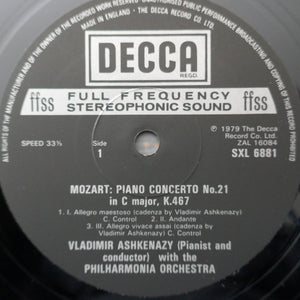 ALL RIGHTS OF THE MANUFACTURER AND OF THE OWNER OF THE RECORDED WORK RESERVED. UNAUTHORISED PUBLIC PERFORMANCE BROADCASTING AND COPYING OF THIS RECORD PROHIBITED
MADE IN ENGLAND · THE DECCA RECORD CO. LTD.
DECCA
REGD.
ffss
FULL FREQUENCY
STEREOPHONIC SOUND
ffss
SPEED 33⅓
Side
1
℗ 1979 The Decca
Record Co. Ltd.
ZAL 16084
SXL 6881
MOZART: PIANO CONCERTO No.21
in C major, K.467
1. I. Allegro maestoso (cadenza by Vladimir Ashkenazy)
C. Control 2. II. Andante
3. III. Allegro vivace assai (cadenza by
Vladimir Ashkenazy) C. Control
VLADIMIR ASHKENAZY (Pianist and
conductor) with the
PHILHARMONIA ORCHESTRA